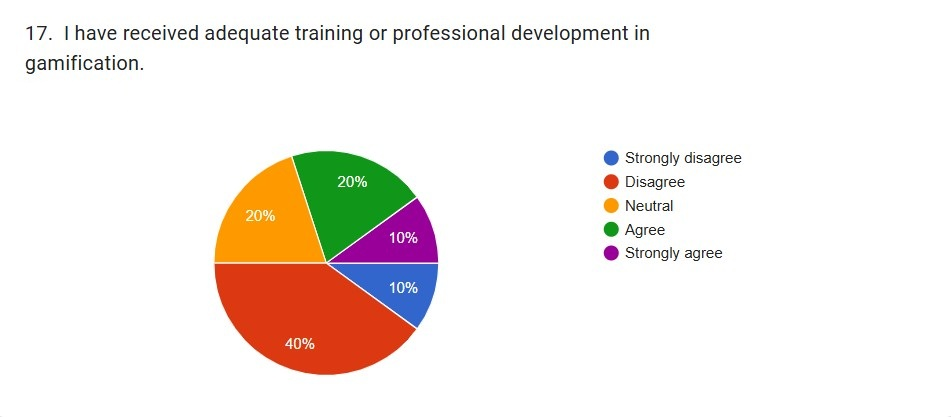 17. I have received adequate training or professional development in
gamification.
20%
20%
10%
10%
40%
Strongly disagree
Disagree
Neutral
Agree
Strongly agree